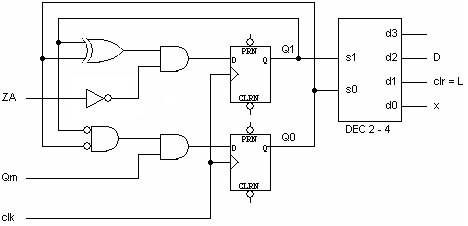 Q1
PRN
D Q
CLRN
ZA
s1
s0
d3
d2 D
d1 clr = L
d0 x
DEC 2 - 4
Q0
PRN
D Q
CLRN
Qm
clk